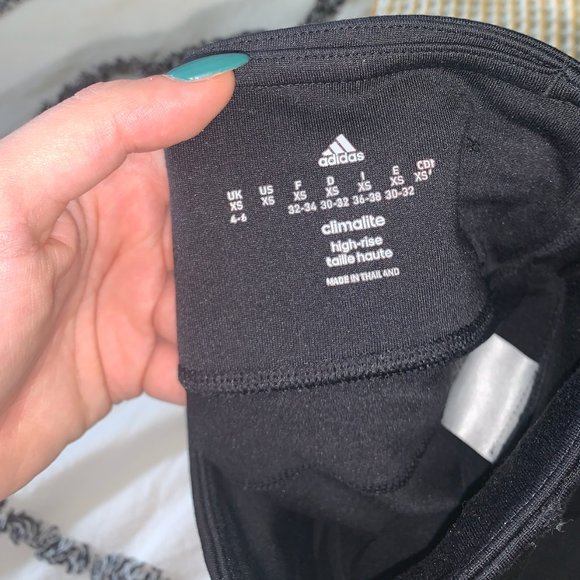 adidas
UK US F D I E CDN
XS XS XS XS XS XS XS
4-6 32-34 30-32 36-38 30-32
climalite
high-rise
taille haute
MADE IN THAILAND